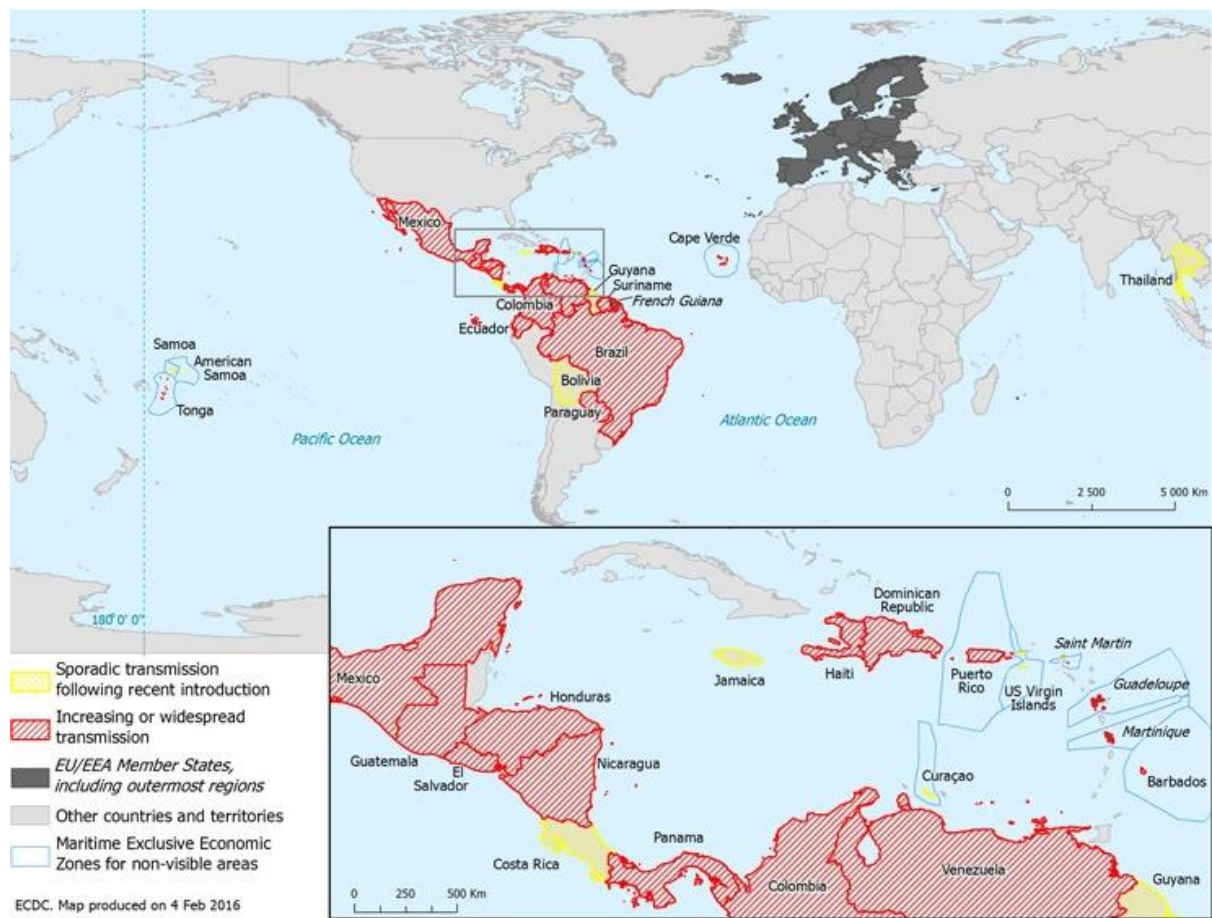 Mexico
Cape Verde
Guyana
Suriname
French Guiana
Colombia
Ecuador
Thailand
Brazil
Samoa
American
Samoa
Tonga
Bolivia
Paraguay
Pacific Ocean
Atlantic Ocean
0 2 500 5 000 Km
180°0' 0"
Sporadic transmission
following recent introduction
Increasing or widespread
transmission
EU/EEA Member States,
including outermost regions
Other countries and territories
Maritime Exclusive Economic
Zones for non-visible areas
ECDC. Map produced on 4 Feb 2016
Dominican
Republic
Saint Martin
Mexico
Jamaica
Haiti
Puerto
Rico
US Virgin
Islands
Guadeloupe
Honduras
Martinique
Guatemala
El
Salvador
Nicaragua
Curaçao
Barbados
Panama
Costa Rica
Colombia
Venezuela
Guyana
0 250 500 Km